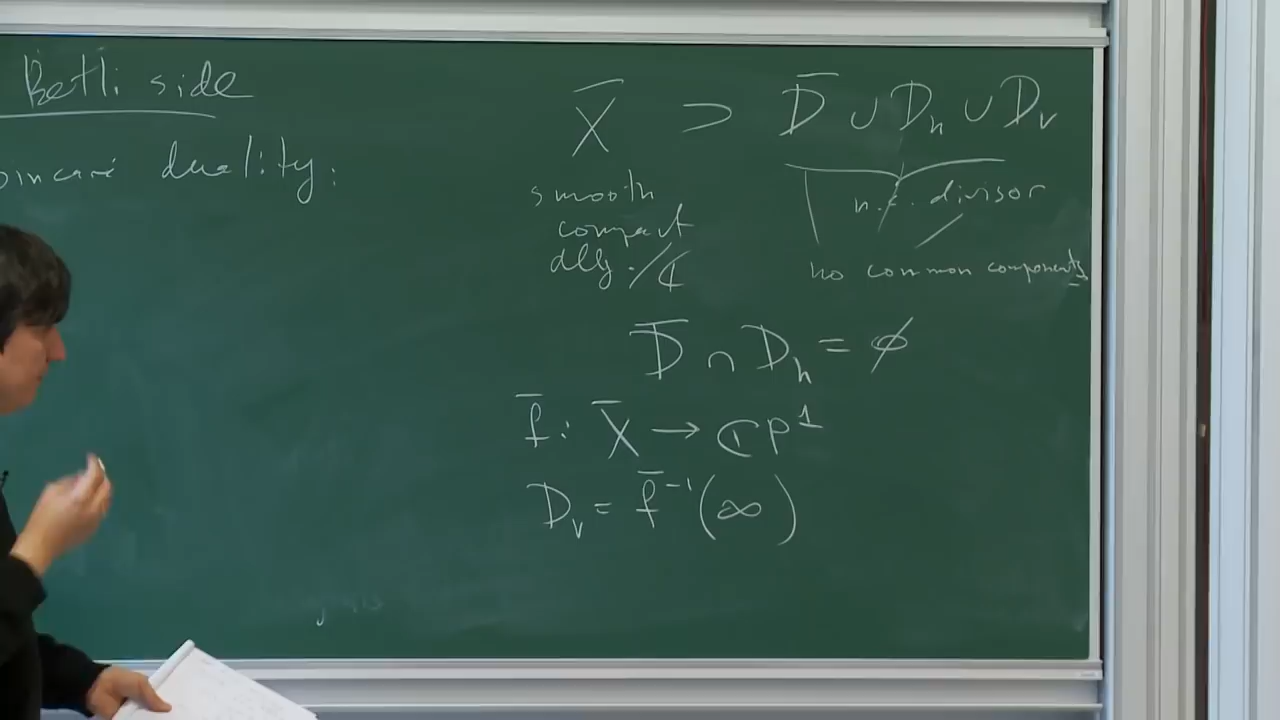 Betti side
oincaré duality:
X̄ ⊃ D̄ ∪ D_h ∪ D_v
smooth
compact
alg./ℂ
n.c. divisor
no common components
D̄ ∩ D_h = ∅
f̄: X̄ → ℂP¹
D_v = f̄⁻¹(∞)